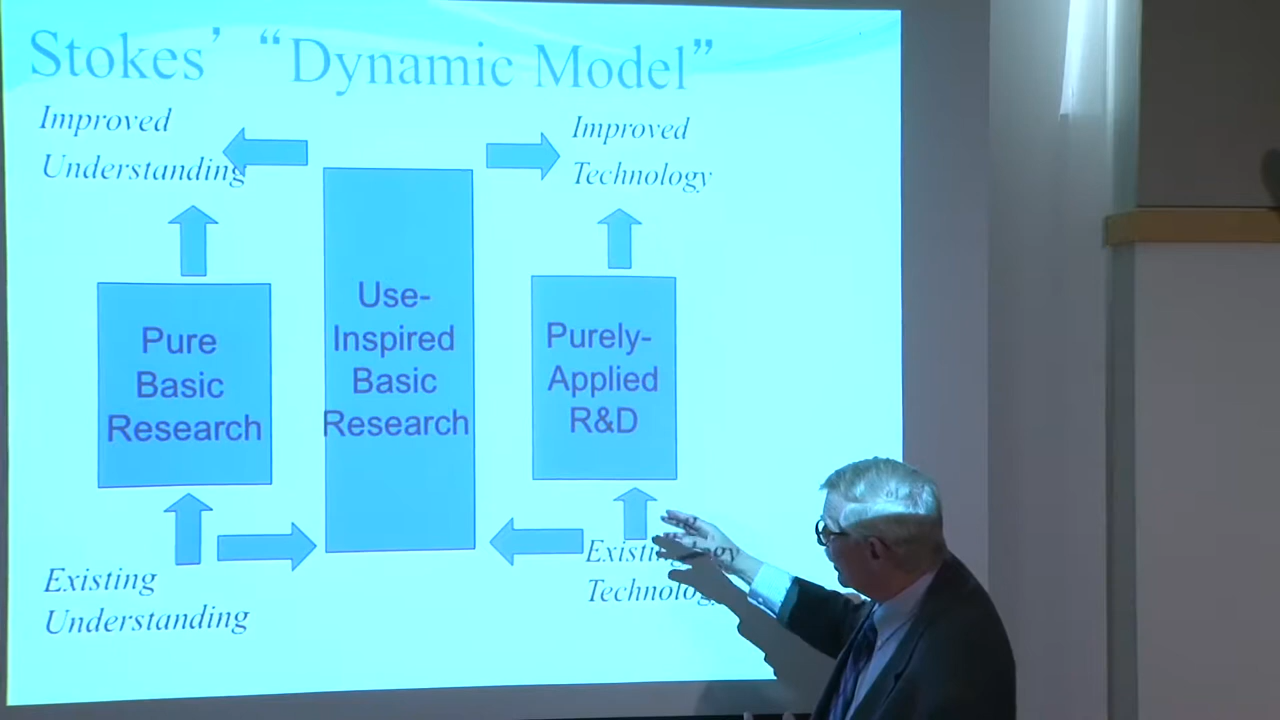 Stokes’ “Dynamic Model”
Improved
Understanding
Improved
Technology
Use-
Inspired
Basic
Research
Pure
Basic
Research
Purely-
Applied
R&D
Existing
Understanding
Existing
Technology